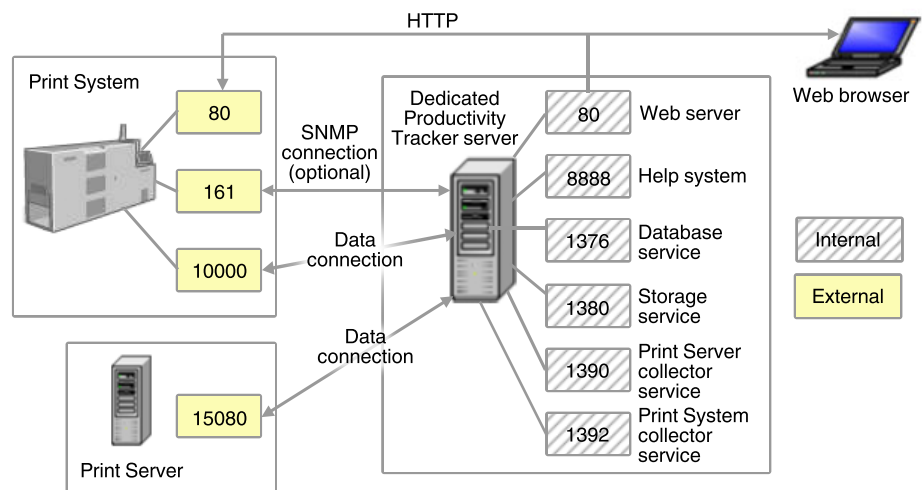 HTTP
Print System
80
161
10000
SNMP
connection
(optional)
Data
connection
Data
connection
Dedicated
Productivity
Tracker server
80
Web server
8888
Help system
1376
Database
service
1380
Storage
service
1390
Print Server
collector
service
1392
Print System
collector
service
Web browser
Internal
External
15080
Print Server